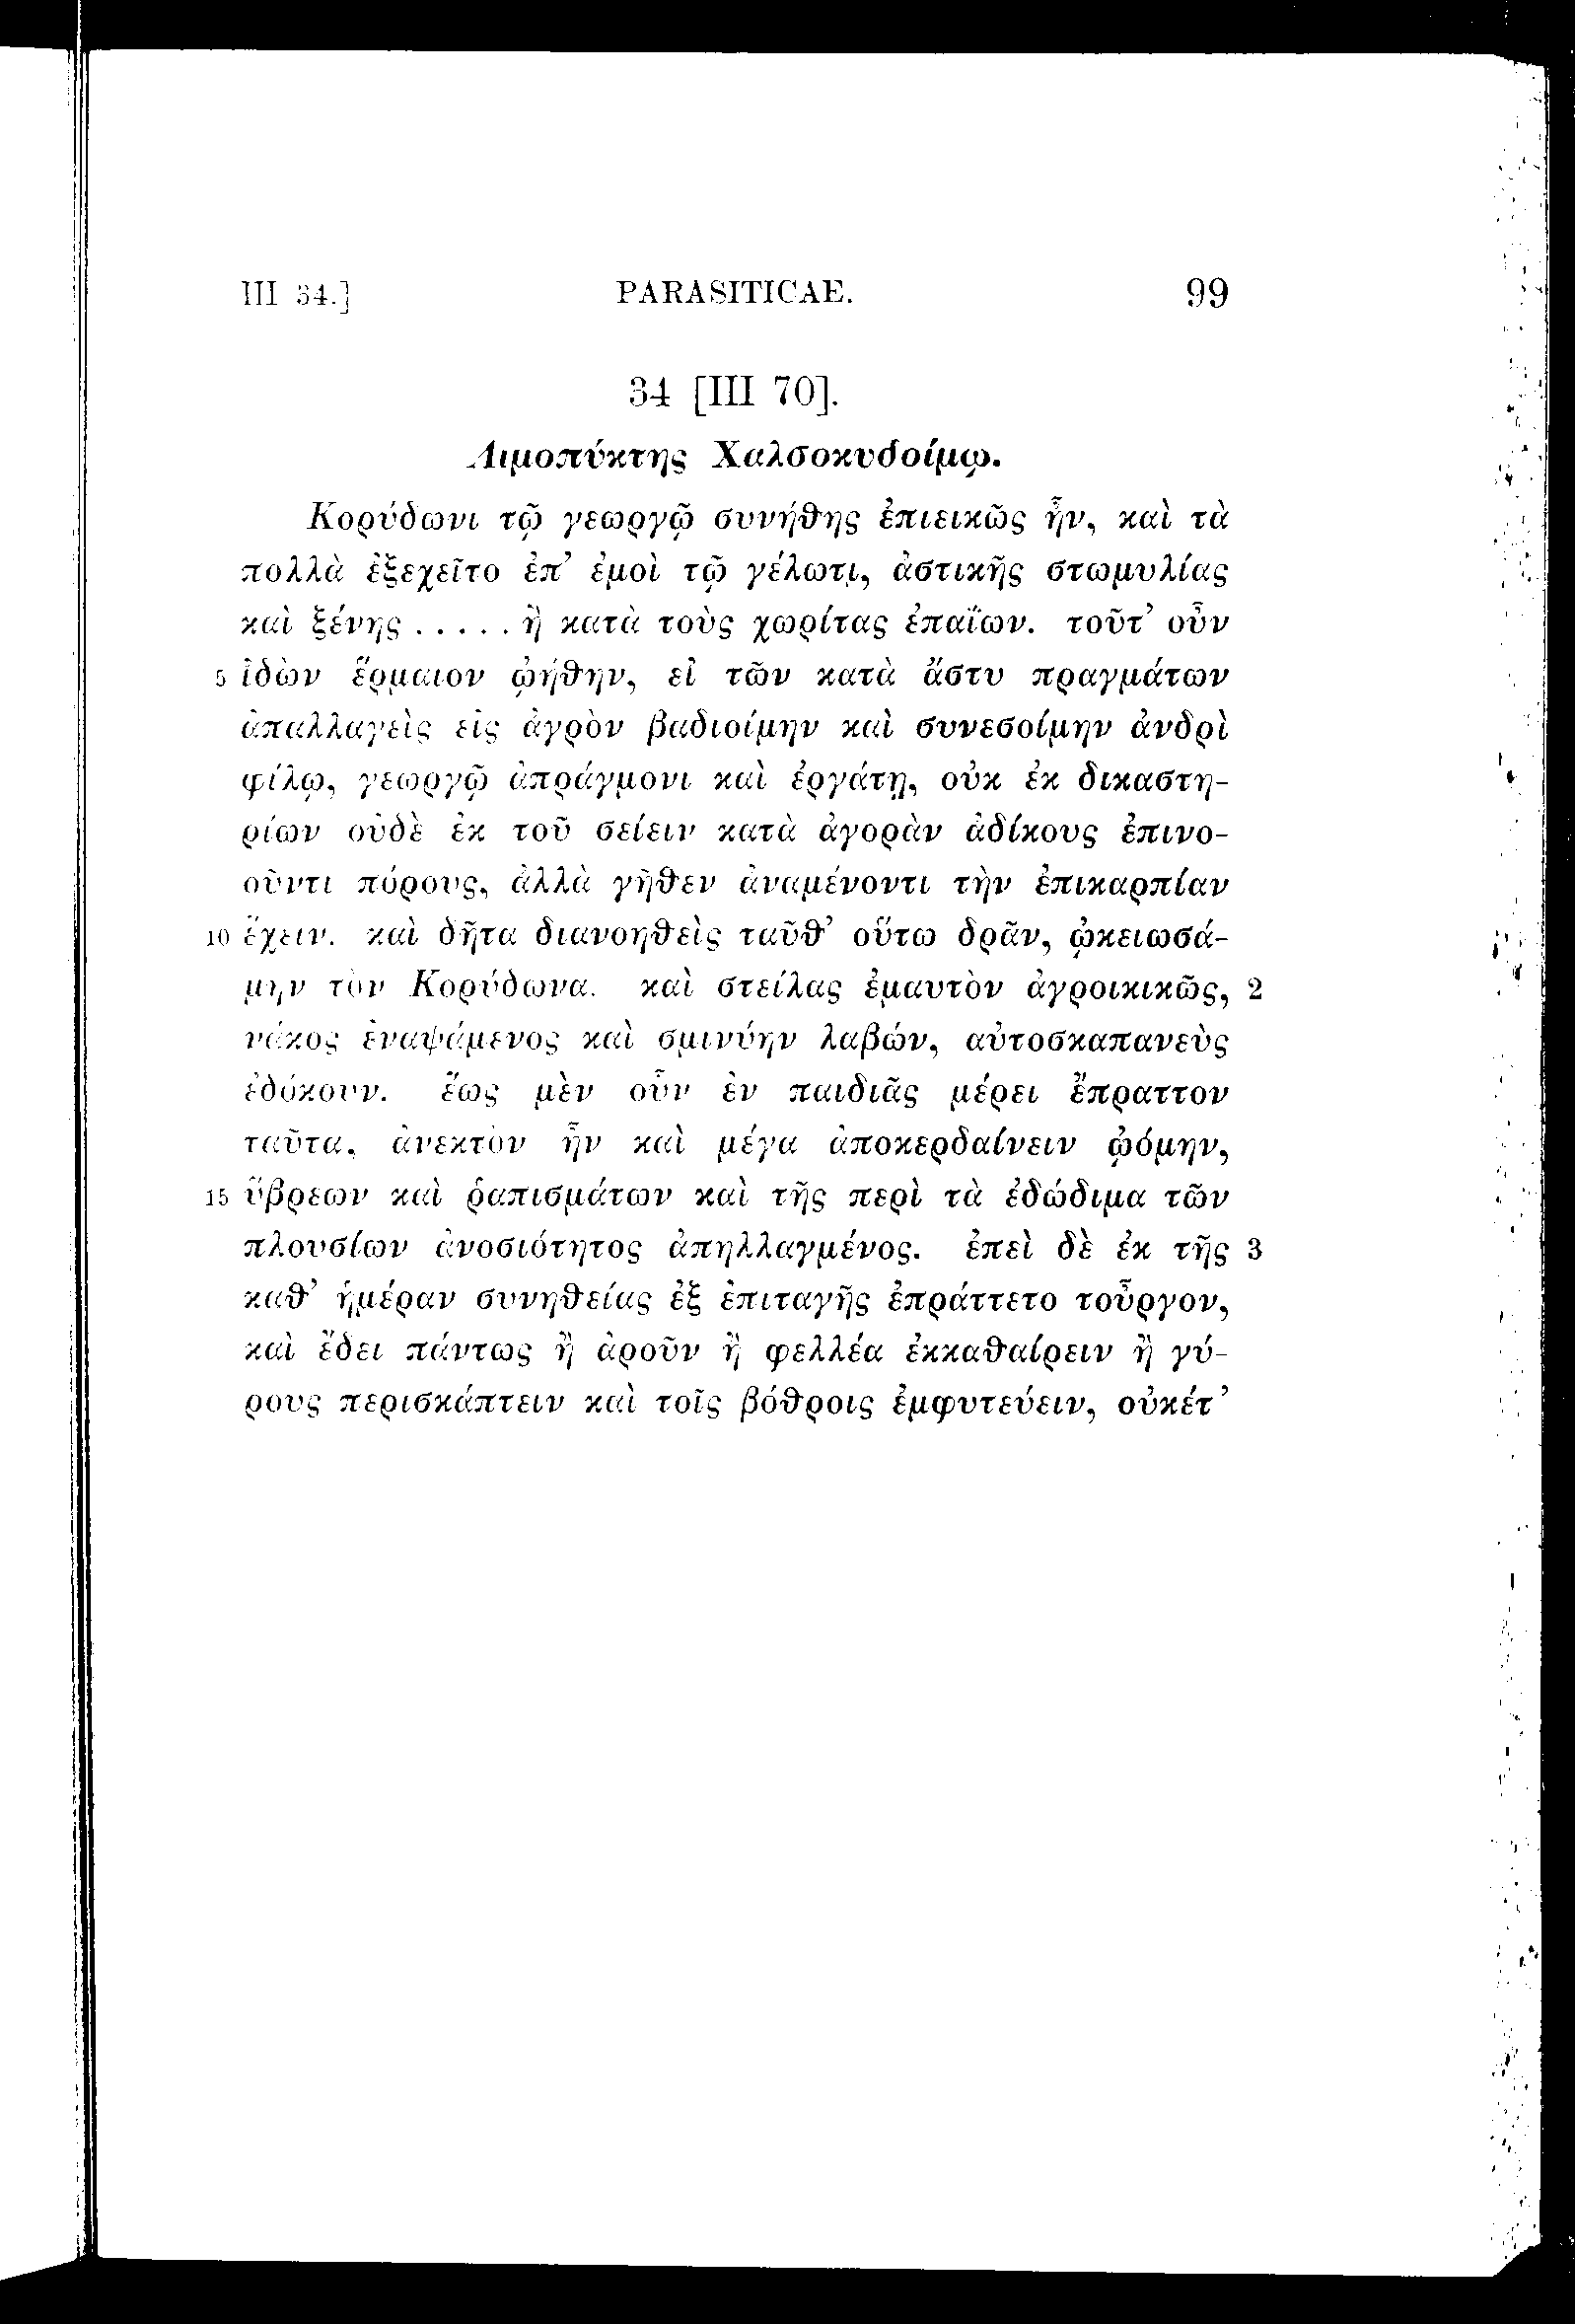 III 34.] PARASITICAE. 99
34 [III 70].
Λιμοπύκτης Χαλσοκυδοίμῳ.
Κορύδωνι τῷ γεωργῷ συνήθης ἐπιεικῶς ἦν, καὶ τὰ
πολλὰ ἐξεχεῖτο ἐπ’ ἐμοὶ τῷ γέλωτι, ἀστικῆς στωμυλίας
καὶ ξένης ..... ἢ κατὰ τοὺς χωρίτας ἐπαΐων. τοῦτ’ οὖν
5 ἰδὼν ἕρμαιον ᾠήθην, εἰ τῶν κατὰ ἄστυ πραγμάτων
ἀπαλλαγεὶς εἰς ἀγρὸν βαδιοίμην καὶ συνεσοίμην ἀνδρὶ
φίλῳ, γεωργῷ ἀπράγμονι καὶ ἐργάτῃ, οὐκ ἐκ δικαστη-
ρίων οὐδὲ ἐκ τοῦ σείειν κατὰ ἀγορὰν ἀδίκους ἐπινο-
οῦντι πόρους, ἀλλὰ γῆθεν ἀναμένοντι τὴν ἐπικαρπίαν
10 ἔχειν. καὶ δῆτα διανοηθεὶς ταῦθ’ οὕτω δρᾶν, ᾠκειωσά-
μην τὸν Κορύδωνα. καὶ στείλας ἐμαυτὸν ἀγροικικῶς, 2
νάκος ἐναψάμενος καὶ σμινύην λαβών, αὐτοσκαπανεὺς
ἐδόκουν. ἕως μὲν οὖν ἐν παιδιᾶς μέρει ἔπραττον
ταῦτα, ἀνεκτὸν ἦν καὶ μέγα ἀποκερδαίνειν ᾠόμην,
15 ὕβρεων καὶ ῥαπισμάτων καὶ τῆς περὶ τὰ ἐδώδιμα τῶν
πλουσίων ἀνοσιότητος ἀπηλλαγμένος. ἐπεὶ δὲ ἐκ τῆς 3
καθ’ ἡμέραν συνηθείας ἐξ ἐπιταγῆς ἐπράττετο τοὖργον,
καὶ ἔδει πάντως ἢ ἀροῦν ἢ φελλέα ἐκκαθαίρειν ἢ γύ-
ρους περισκάπτειν καὶ τοῖς βόθροις ἐμφυτεύειν, οὐκέτ’